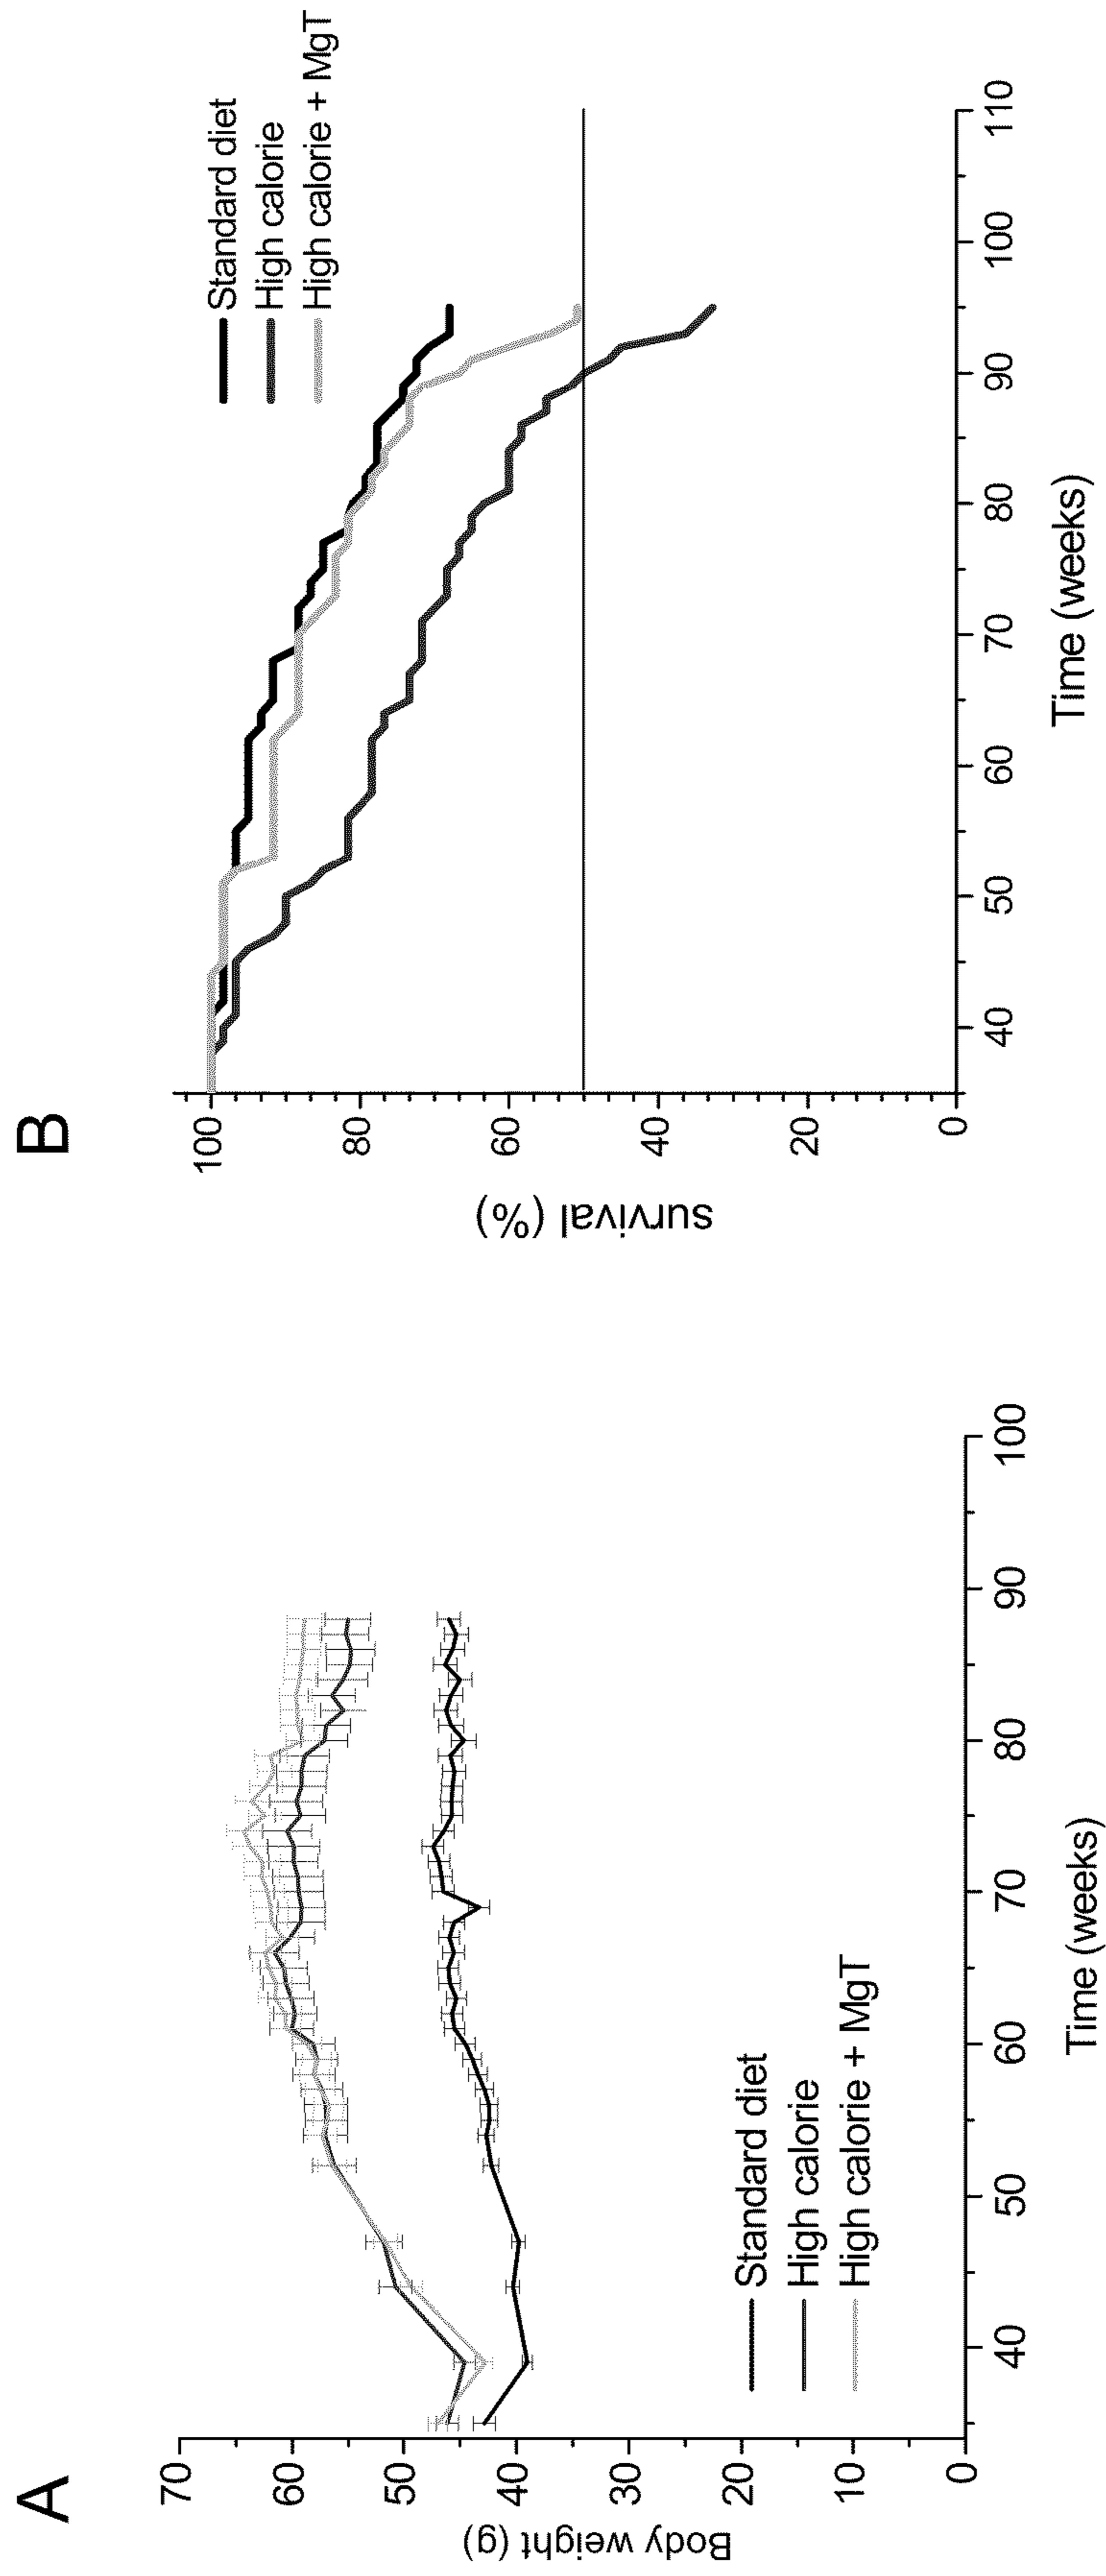 A
Body weight (g)
70
60
50
40
30
20
10
0
Standard diet
High calorie
High calorie + MgT
40
50
60
70
80
90
100
Time (weeks)
B
survival (%)
100
80
60
40
20
0
Standard diet
High calorie
High calorie + MgT
40
50
60
70
80
90
100
110
Time (weeks)